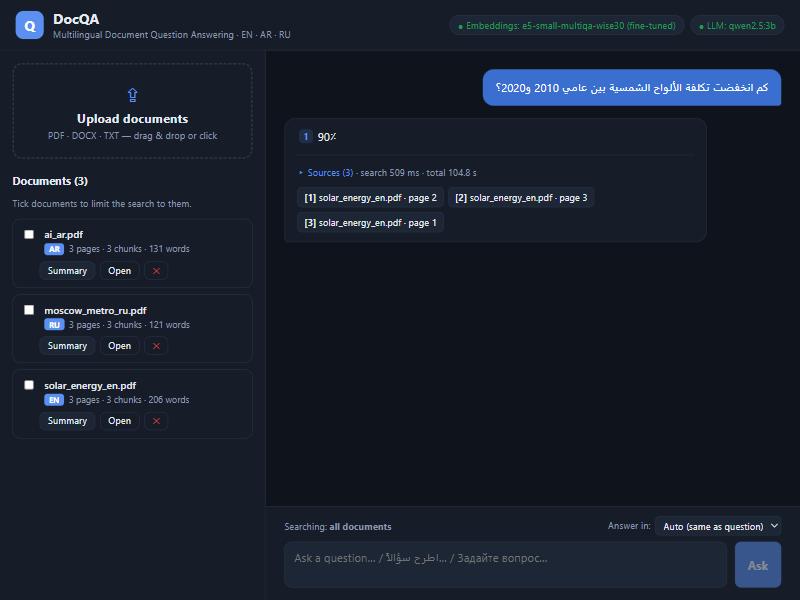 Q
DocQA
Multilingual Document Question Answering · EN · AR · RU
● Embeddings: e5-small-multiqa-wise30 (fine-tuned)
● LLM: qwen2.5:3b
⇪
Upload documents
PDF · DOCX · TXT — drag & drop or click
Documents (3)
Tick documents to limit the search to them.
ai_ar.pdf
AR 3 pages · 3 chunks · 131 words
Summary Open ✕
moscow_metro_ru.pdf
RU 3 pages · 3 chunks · 121 words
Summary Open ✕
solar_energy_en.pdf
EN 3 pages · 3 chunks · 206 words
Summary Open ✕
كم انخفضت تكلفة الألواح الشمسية بين عامي 2010 و2020؟
1 90٪
‣ Sources (3) · search 509 ms · total 104.8 s
[1] solar_energy_en.pdf · page 2 [2] solar_energy_en.pdf · page 3
[3] solar_energy_en.pdf · page 1
Searching: all documents
Answer in: Auto (same as question)
Ask a question... / اطرح سؤالاً... / Задайте вопрос...
Ask